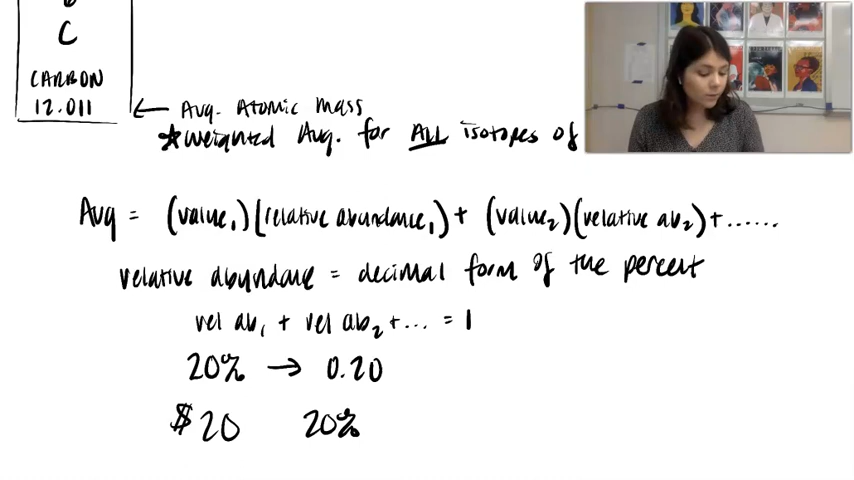 C
CARBON
12.011
← Avg. Atomic Mass
*Weighted Avg. for ALL isotopes of
Avg = (value₁)(relative abundance₁) + (value₂)(relative ab₂) + ......
relative abundance = decimal form of the percent
rel ab₁ + rel ab₂ + ... = 1
20% → 0.20
$20 20%